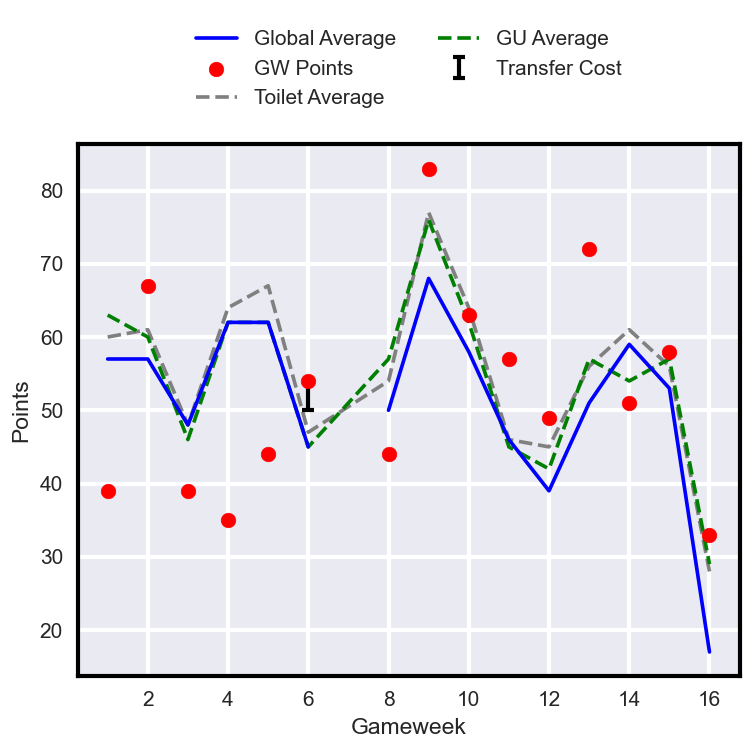 Global Average
GW Points
Toilet Average
GU Average
Transfer Cost
Points
80
70
60
50
40
30
20
2 4 6 8 10 12 14 16
Gameweek